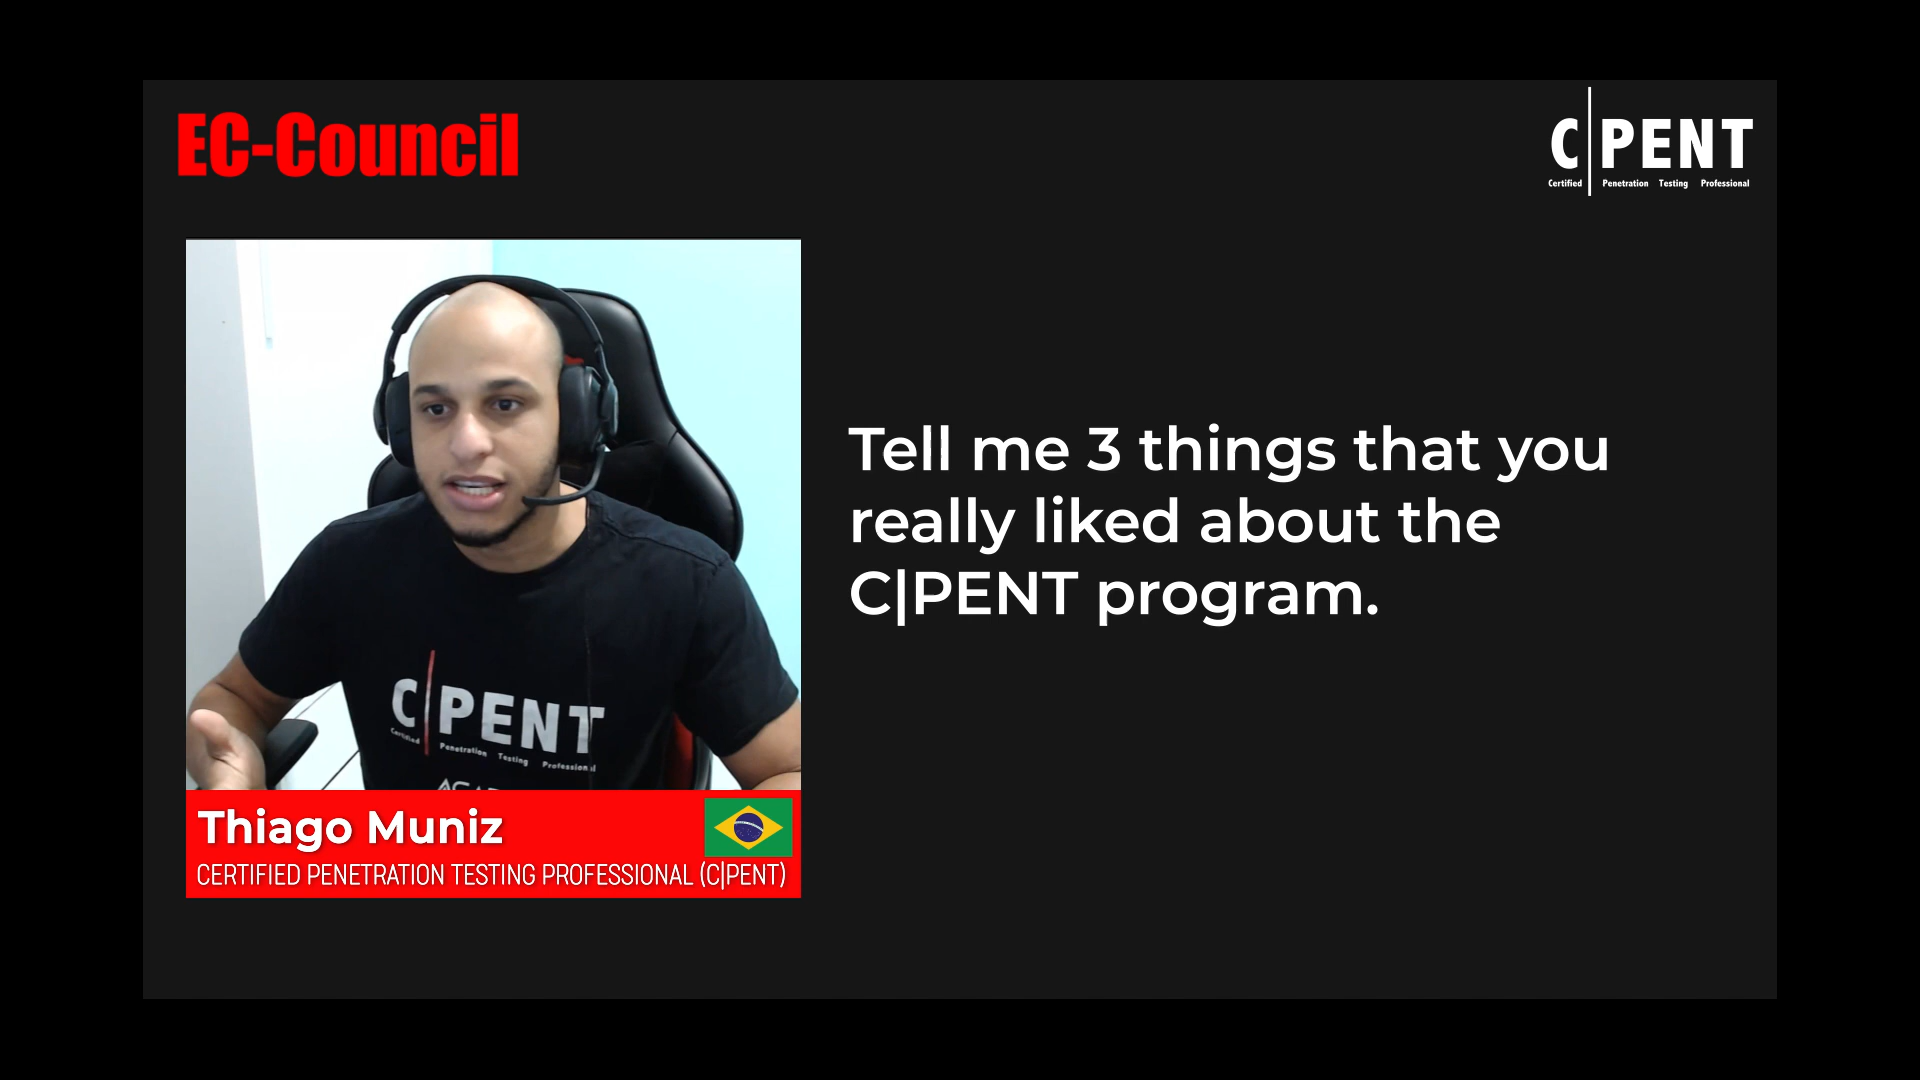 EC-Council
C|PENT
Certified Penetration Testing Professional
Tell me 3 things that you
really liked about the
C|PENT program.
C|PENT
Certified Penetration Testing Professional
Thiago Muniz
CERTIFIED PENETRATION TESTING PROFESSIONAL (C|PENT)